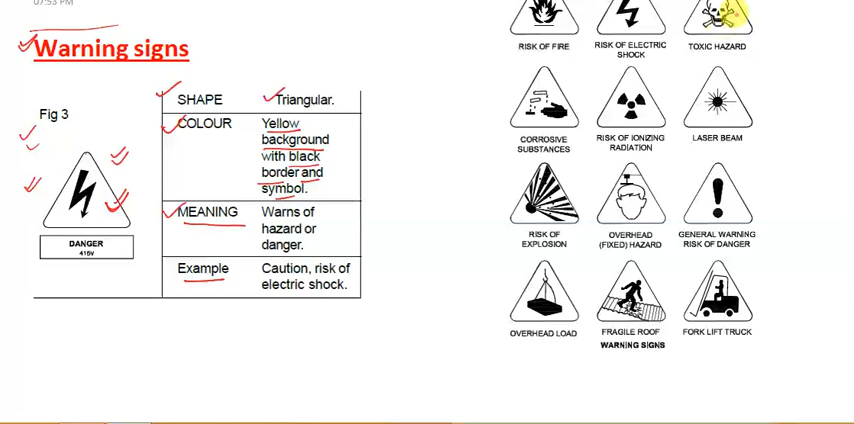 07:53 PM
Warning signs
Fig 3
DANGER
415V
SHAPE Triangular.
COLOUR Yellow
background
with black
border and
symbol.
MEANING Warns of
hazard or
danger.
Example Caution, risk of
electric shock.
RISK OF FIRE
RISK OF ELECTRIC
SHOCK
TOXIC HAZARD
CORROSIVE
SUBSTANCES
RISK OF IONIZING
RADIATION
LASER BEAM
RISK OF
EXPLOSION
OVERHEAD
(FIXED) HAZARD
GENERAL WARNING
RISK OF DANGER
OVERHEAD LOAD
FRAGILE ROOF
FORK LIFT TRUCK
WARNING SIGNS